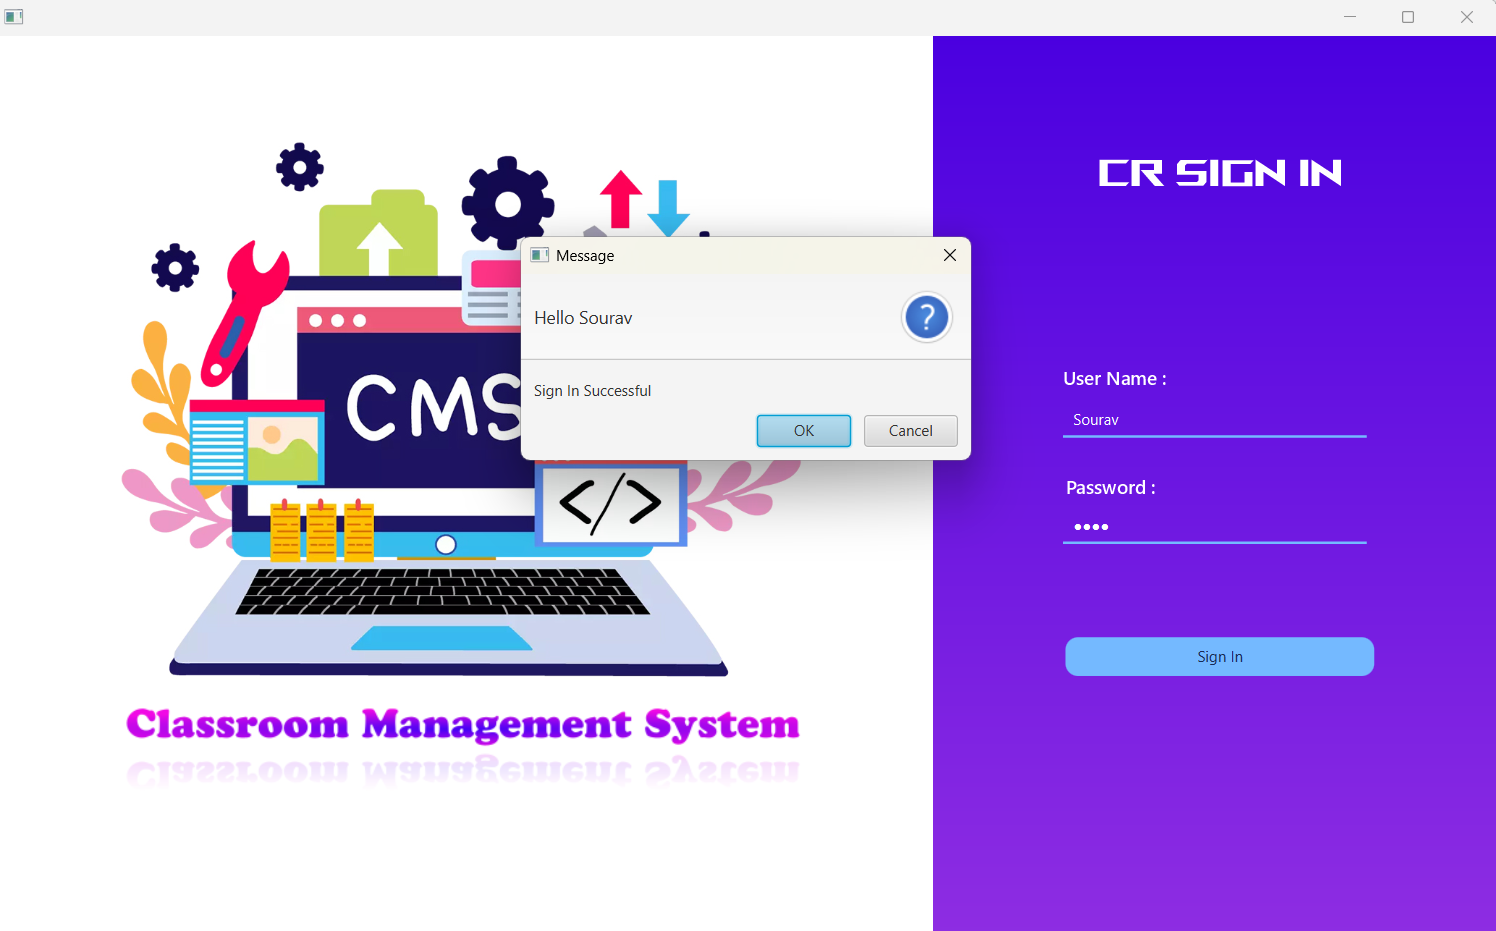 CR SIGN IN
Message
Hello Sourav
?
Sign In Successful
OK
Cancel
CMS
</>
User Name :
Sourav
Password :
Sign In
Classroom Management System